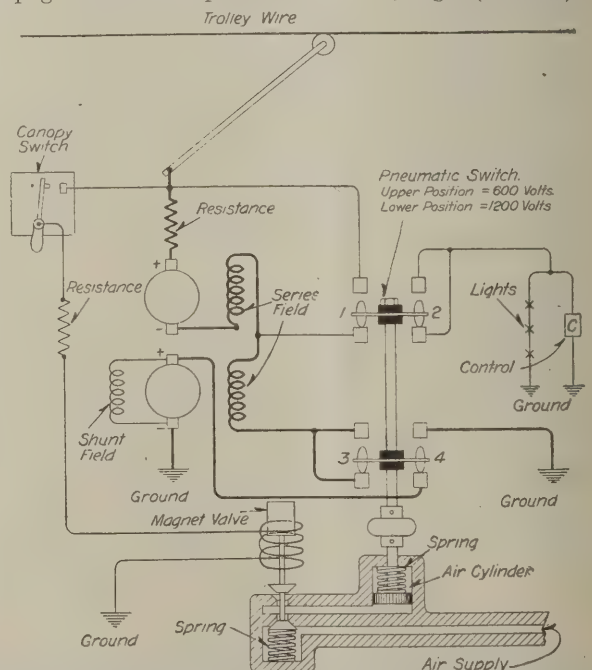 Trolley Wire
Canopy
Switch
Pneumatic Switch.
Upper Position = 600 Volts.
Lower Position = 1200 Volts
Resistance
+
Resistance
Series
Field
1
2
Lights
-
+
C
Control
Ground
Shunt
Field
-
3
4
Ground
Ground
Magnet Valve
Spring
Air Cylinder
Ground
Spring
Air Supply